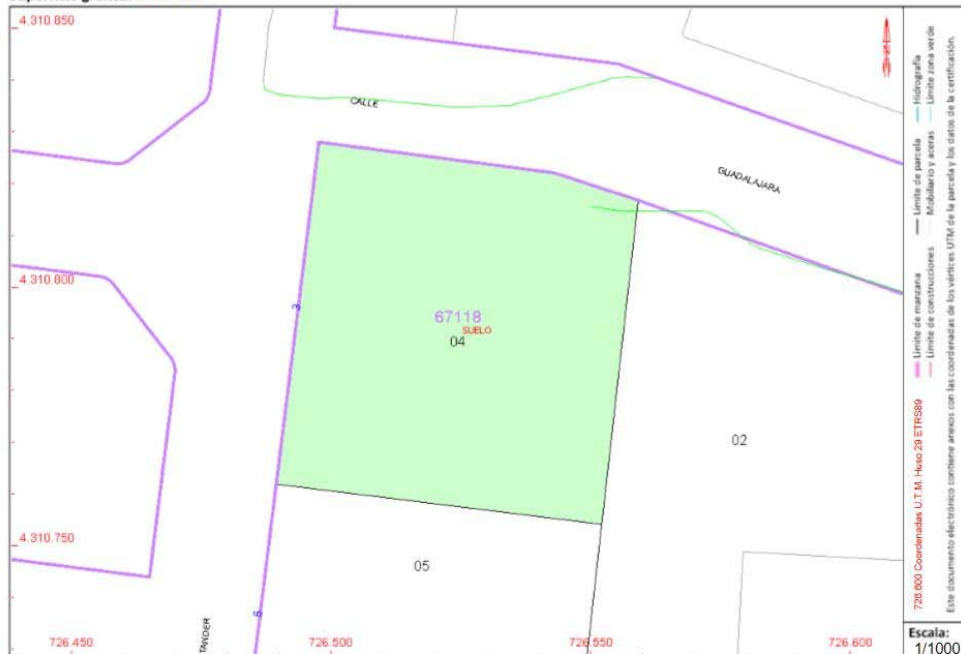 4.310.850
CALLE
GUADALAJARA
4.310.800
3
67118
SUELO
04
02
4.310.750
05
5
TANDER
726.450
726.500
726.550
726.600
726.600 Coordenadas U.T.M. Huso 29 ETRS89
Límite de manzana
Límite de parcela
Hidrografía
Límite de construcciones
Mobiliario y aceras
Límite zona verde
Este documento electrónico contiene anexos con las coordenadas de los vértices UTM de la parcela y los datos de la certificación.
Escala:
1/1000